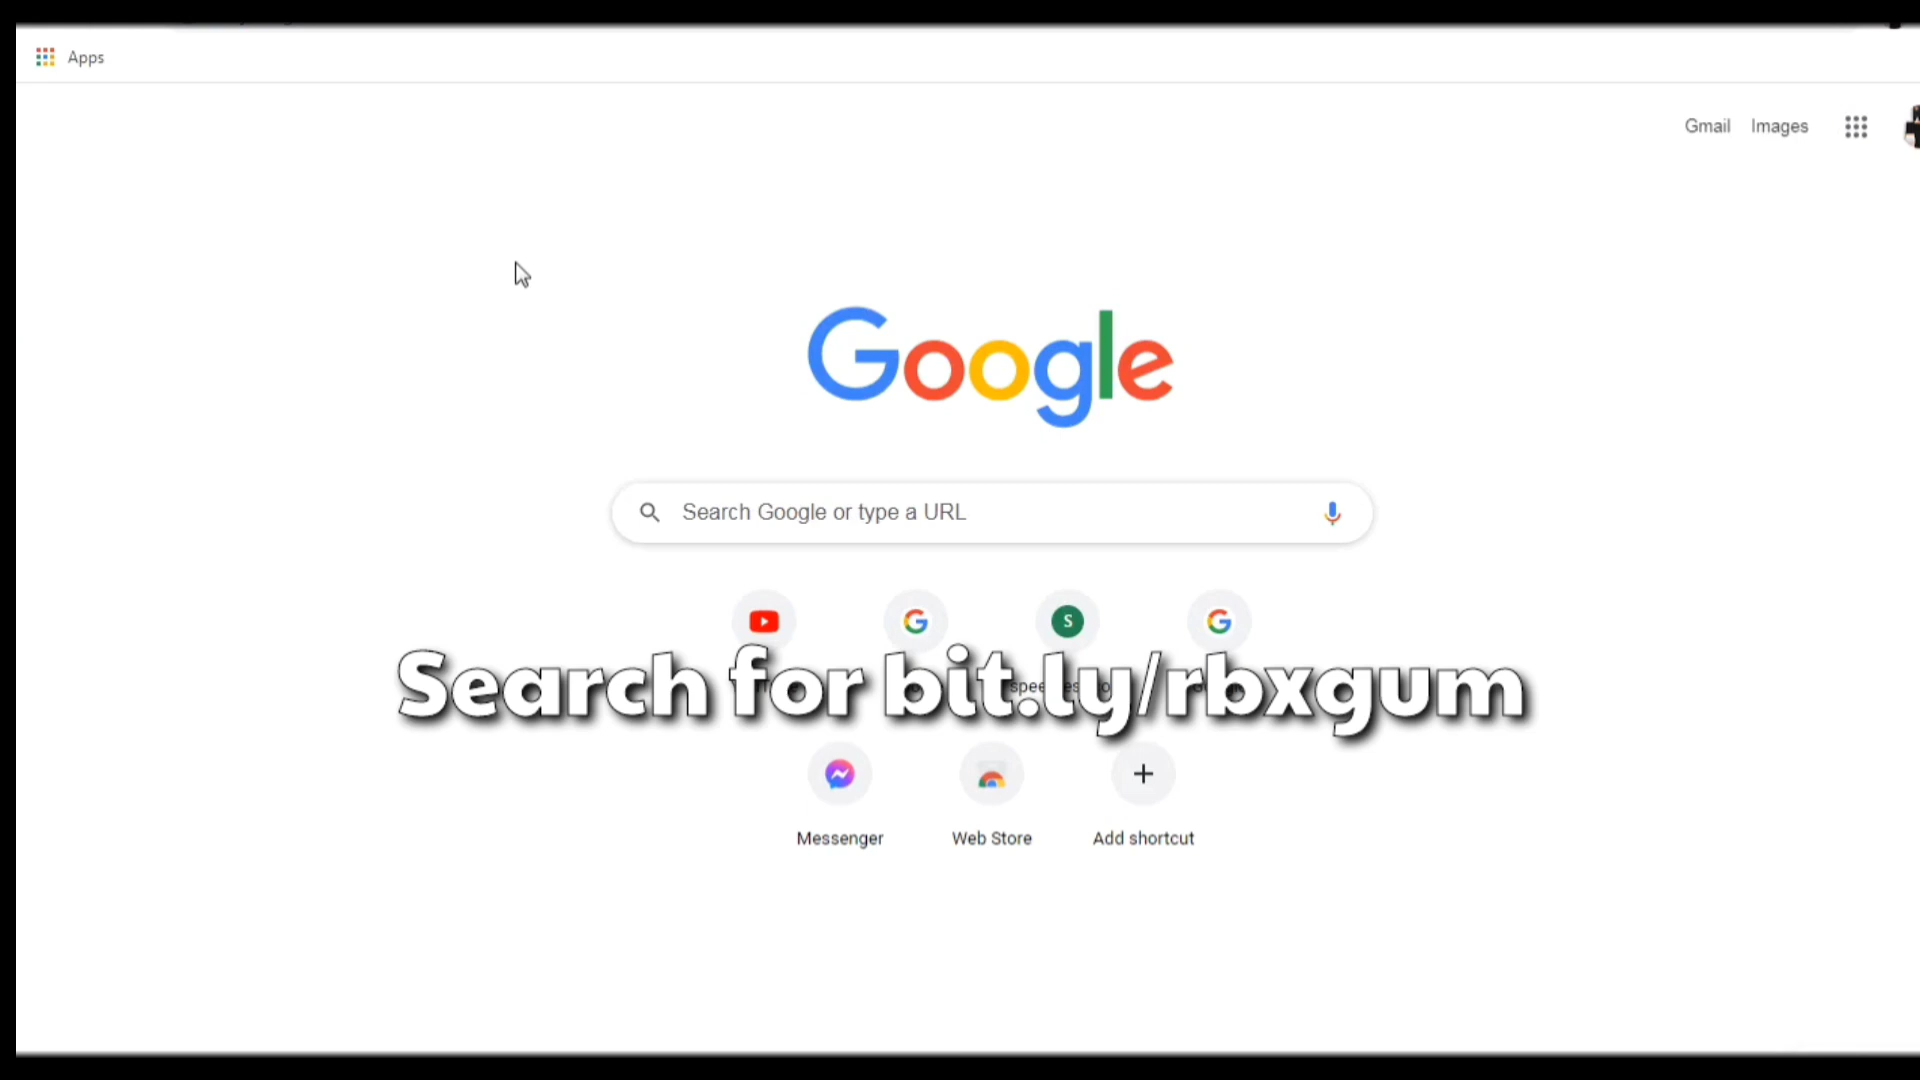 Apps
Gmail Images
Google
Search Google or type a URL
S
Search for bit.ly/rbxgum
Messenger Web Store Add shortcut